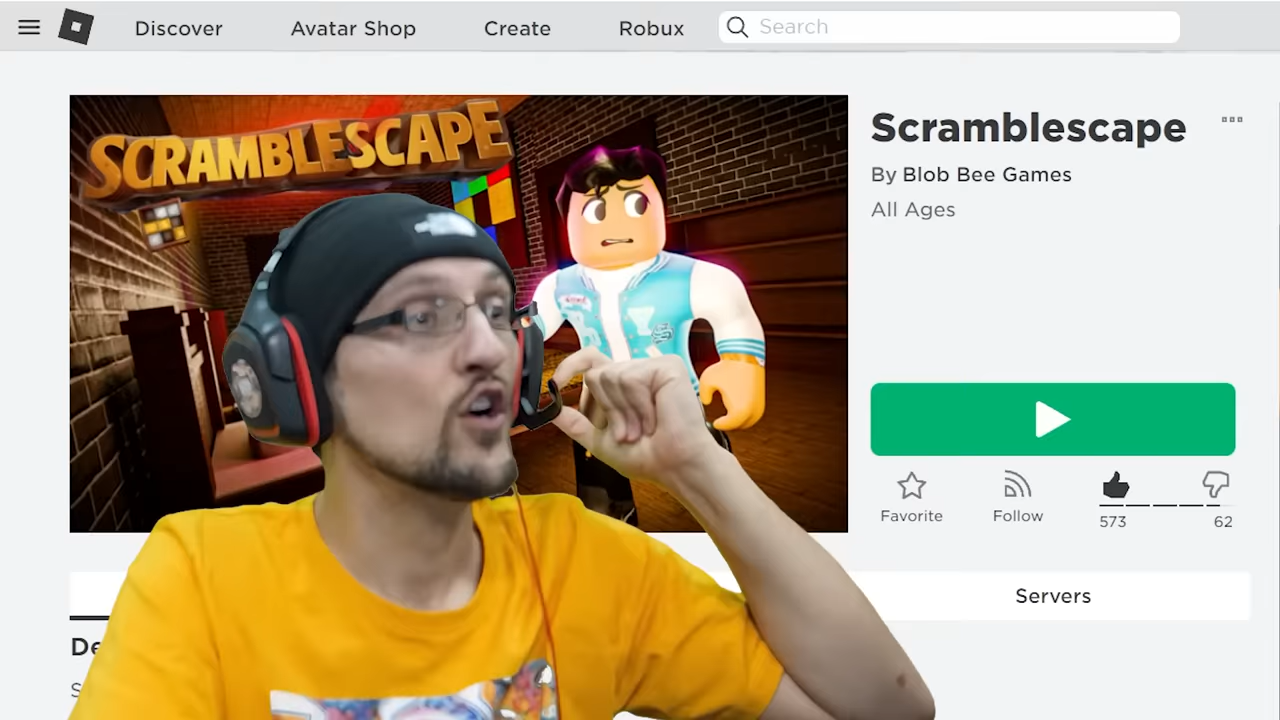 Discover
Avatar Shop
Create
Robux
Search
SCRAMBLESCAPE
Scramblescape
By Blob Bee Games
All Ages
Favorite
Follow
573
62
Servers
De
S